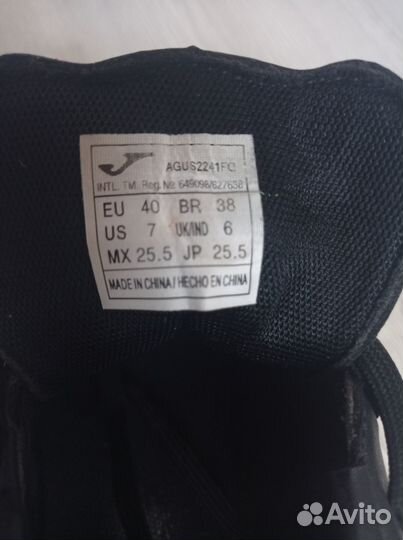 AGUS2241FG
INTL. TM. Reg. № 649098/627638
EU 40 BR 38
US 7 UK/IND 6
MX 25.5 JP 25.5
MADE IN CHINA / HECHO EN CHINA
Avito